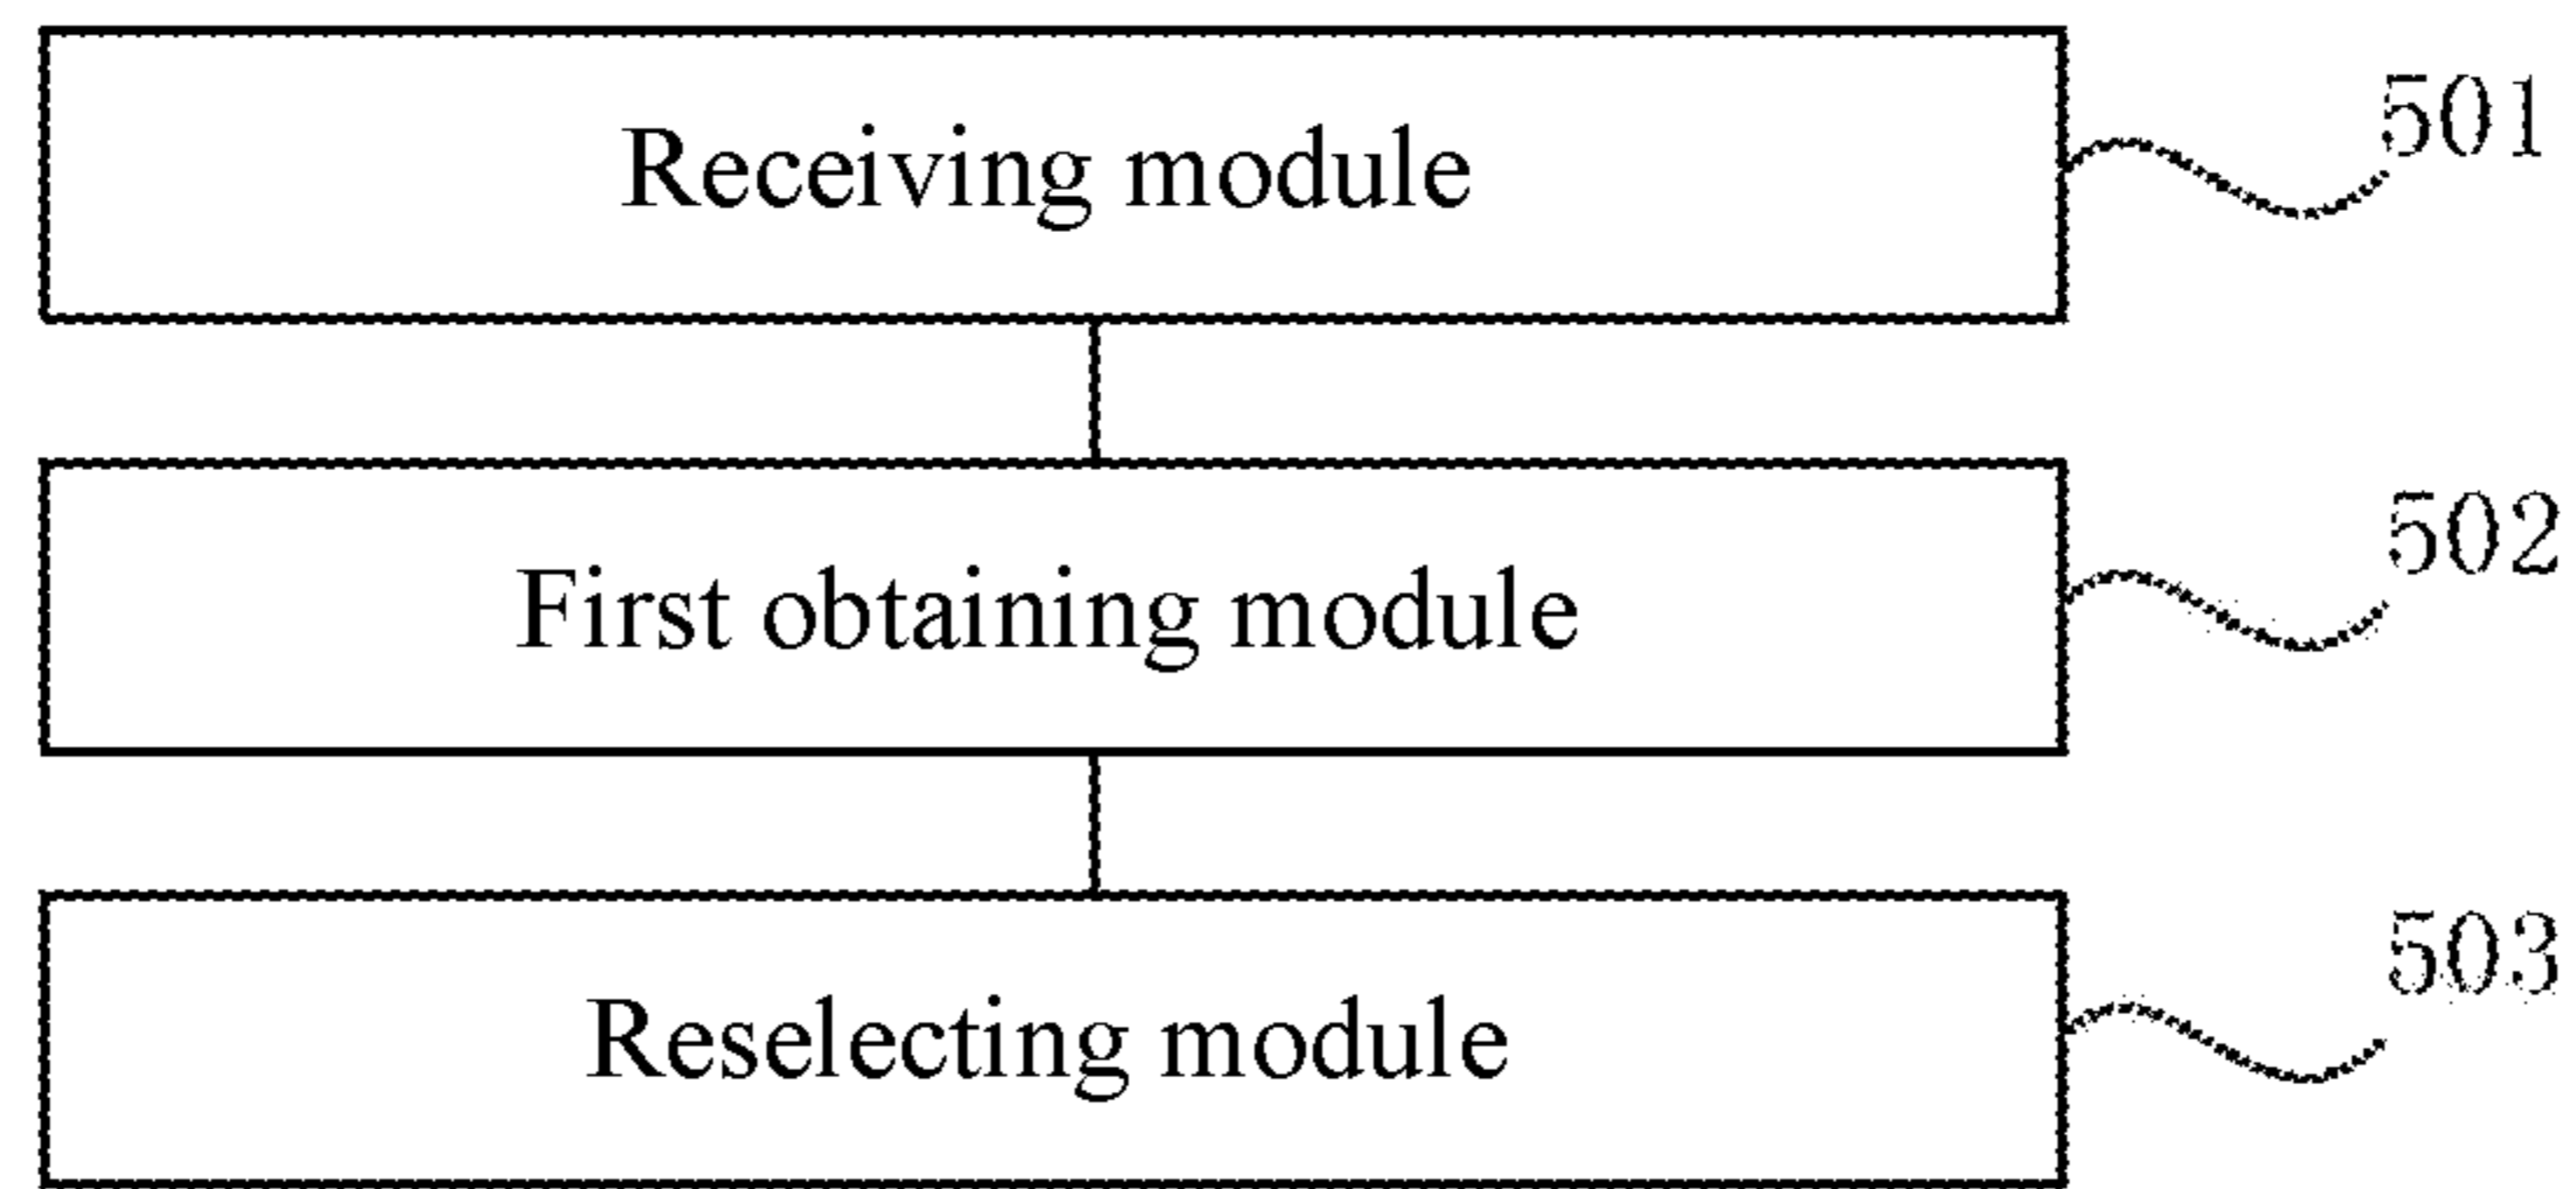 Receiving module
501
First obtaining module
502
Reselecting module
503